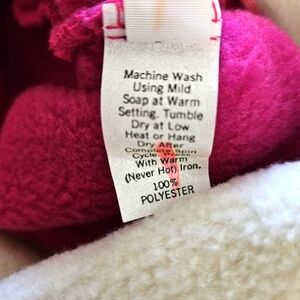 Machine Wash
Using Mild
Soap at Warm
Setting. Tumble
Dry at Low
Heat or Hang
Dry After
Complete Spin
Cycle. Press
With Warm
(Never Hot) Iron.
100%
POLYESTER